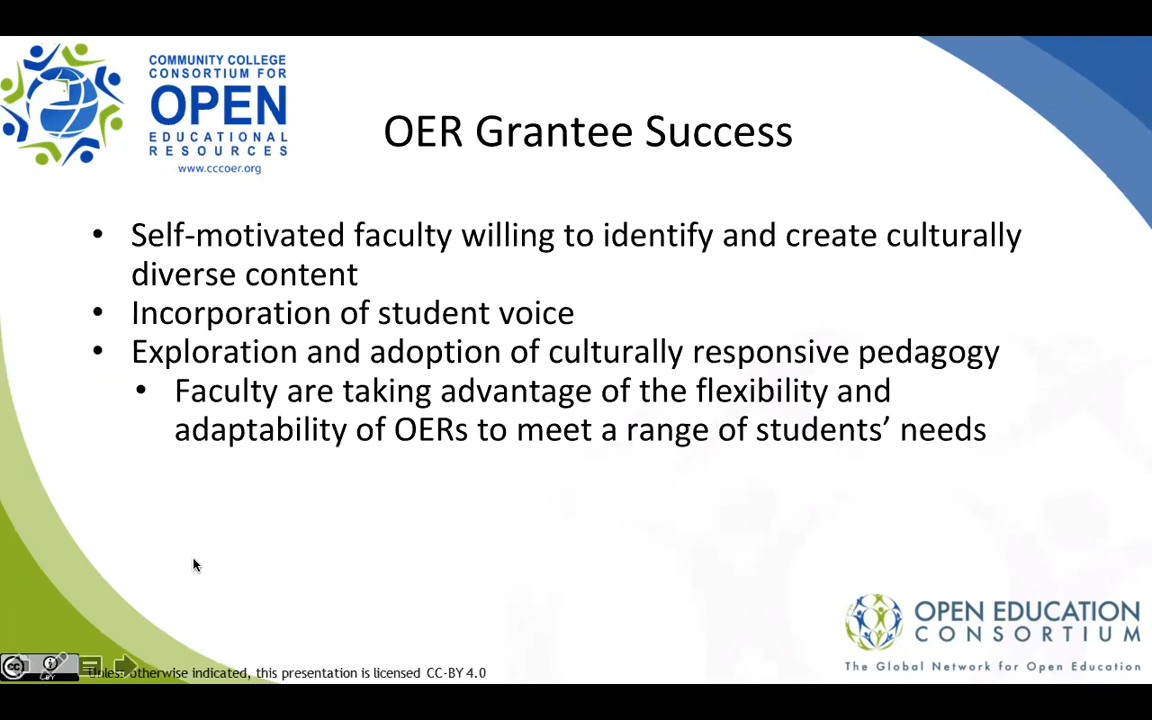 COMMUNITY COLLEGE
CONSORTIUM FOR
OPEN
EDUCATIONAL
RESOURCES
www.cccoer.org
OER Grantee Success
• Self-motivated faculty willing to identify and create culturally
diverse content
• Incorporation of student voice
• Exploration and adoption of culturally responsive pedagogy
• Faculty are taking advantage of the flexibility and
adaptability of OERs to meet a range of students’ needs
OPEN EDUCATION
CONSORTIUM
The Global Network for Open Education
cc
BY
otherwise indicated, this presentation is licensed CC-BY 4.0